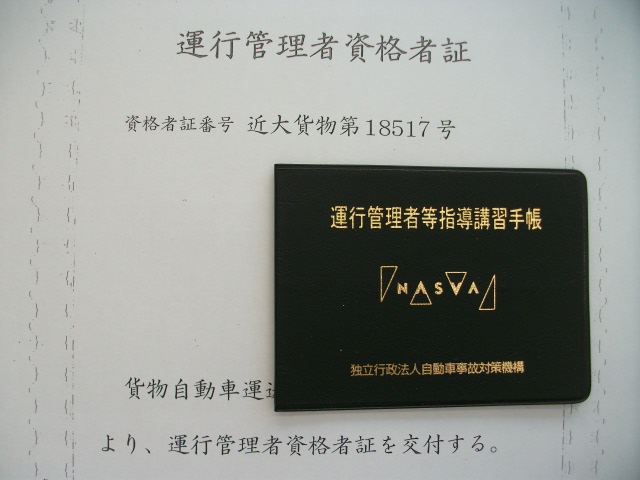 運行管理者資格者証
資格者証番号 近大貨物第18517号
運行管理者等指導講習手帳
NASVA
独立行政法人自動車事故対策機構
貨物自動車運送
より、運行管理者資格者証を交付する。